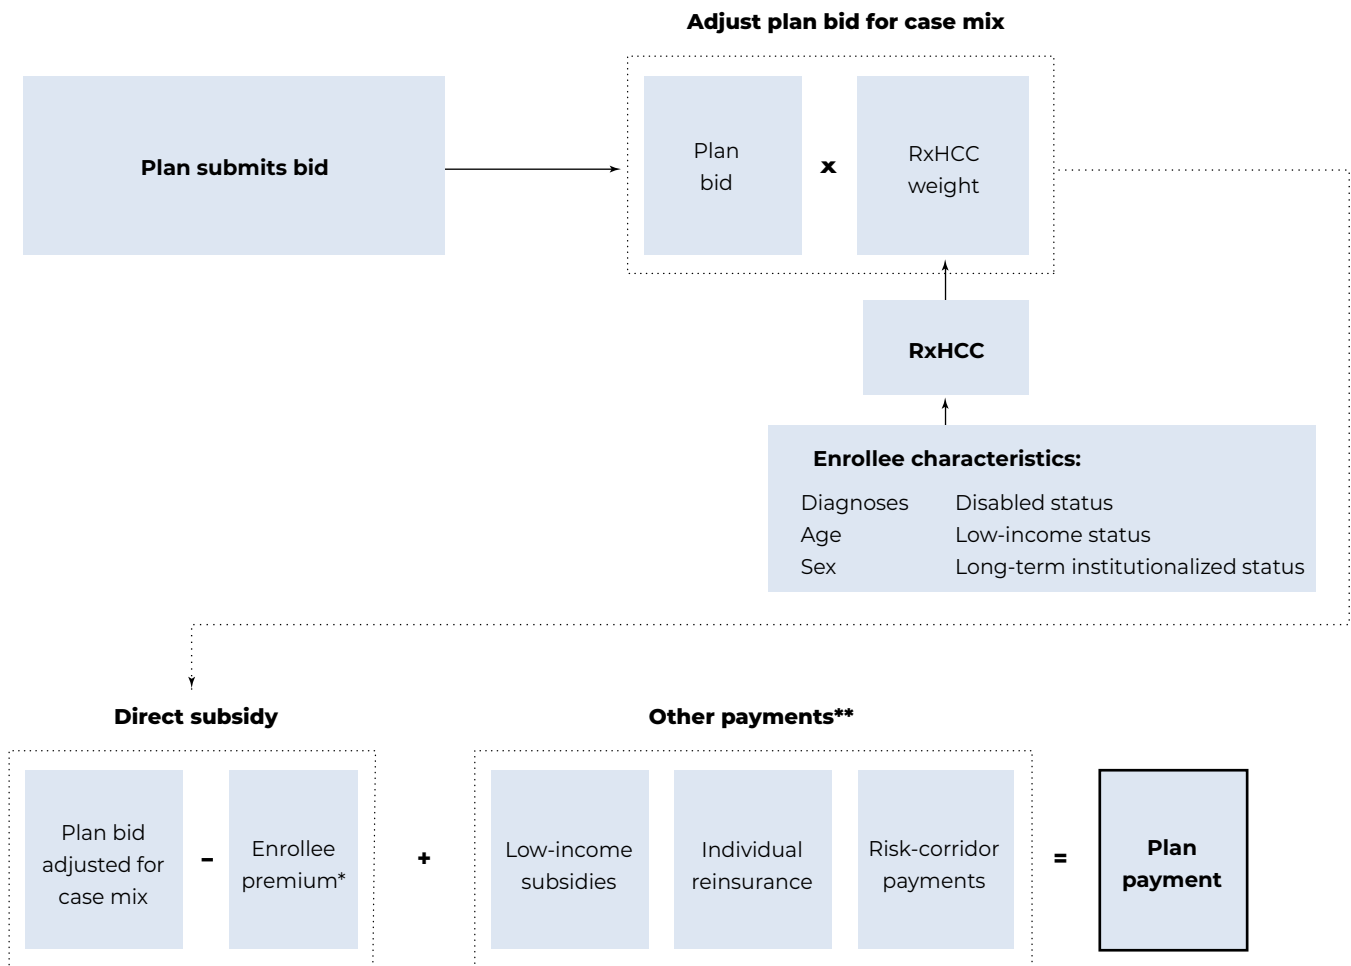 Adjust plan bid for case mix
Plan submits bid
Plan
bid
x
RxHCC
weight
RxHCC
Enrollee characteristics:
Diagnoses Disabled status
Age Low-income status
Sex Long-term institutionalized status
Direct subsidy
Other payments**
Plan bid
adjusted for
case mix
–
Enrollee
premium*
+
Low-income
subsidies
Individual
reinsurance
Risk-corridor
payments
=
Plan
payment